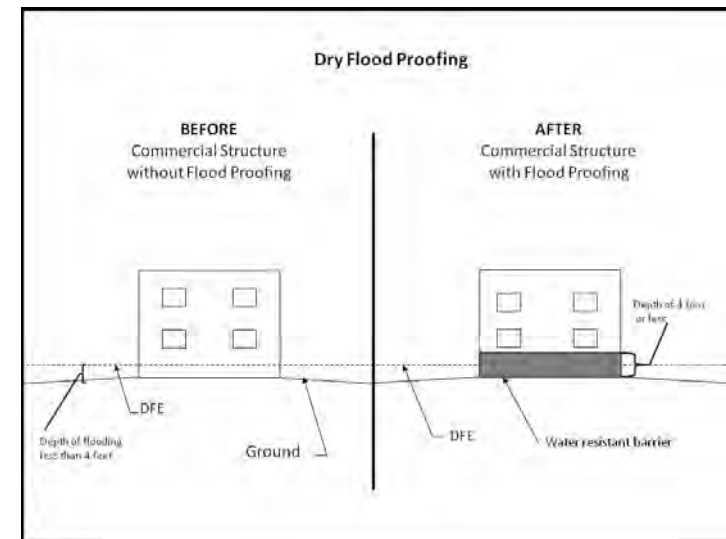 Dry Flood Proofing
BEFORE
Commercial Structure
without Flood Proofing
DFE
Depth of flooding
less than 4 feet
Ground
AFTER
Commercial Structure
with Flood Proofing
Depth of 4 feet
or less
DFE
Water resistant barrier